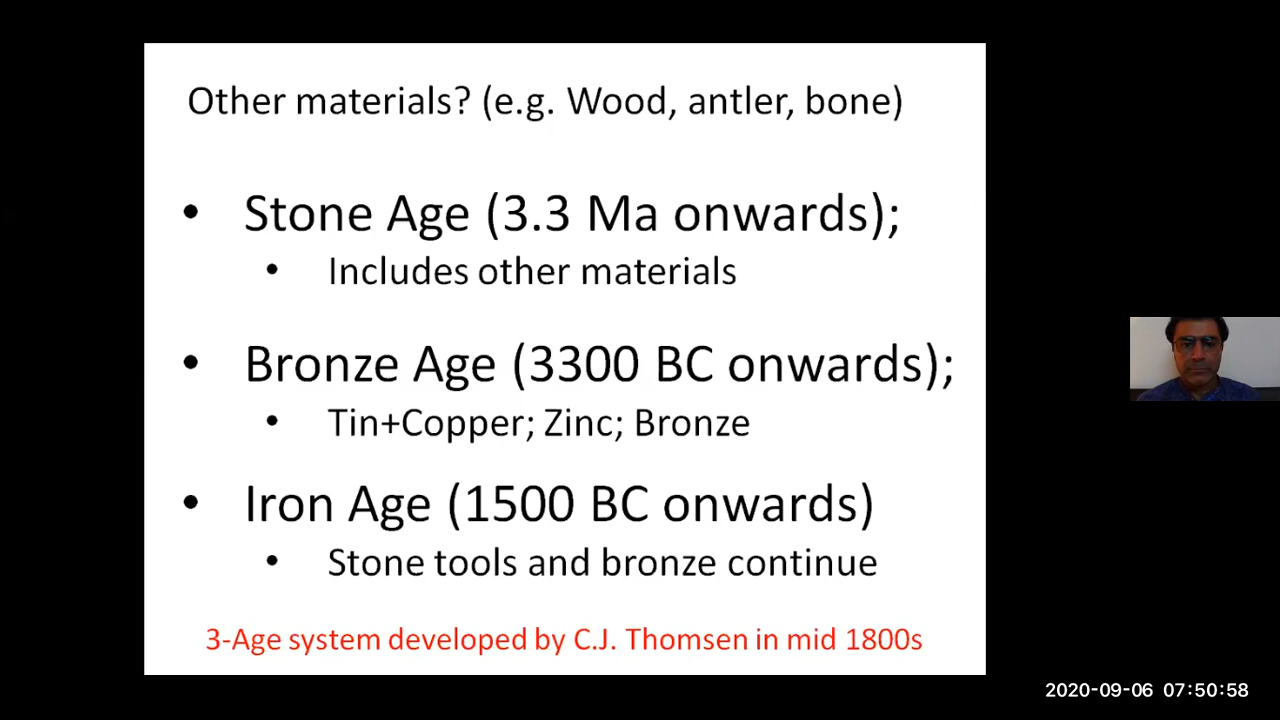 Other materials? (e.g. Wood, antler, bone)
• Stone Age (3.3 Ma onwards);
• Includes other materials
• Bronze Age (3300 BC onwards);
• Tin+Copper; Zinc; Bronze
• Iron Age (1500 BC onwards)
• Stone tools and bronze continue
3-Age system developed by C.J. Thomsen in mid 1800s
2020-09-06 07:50:58